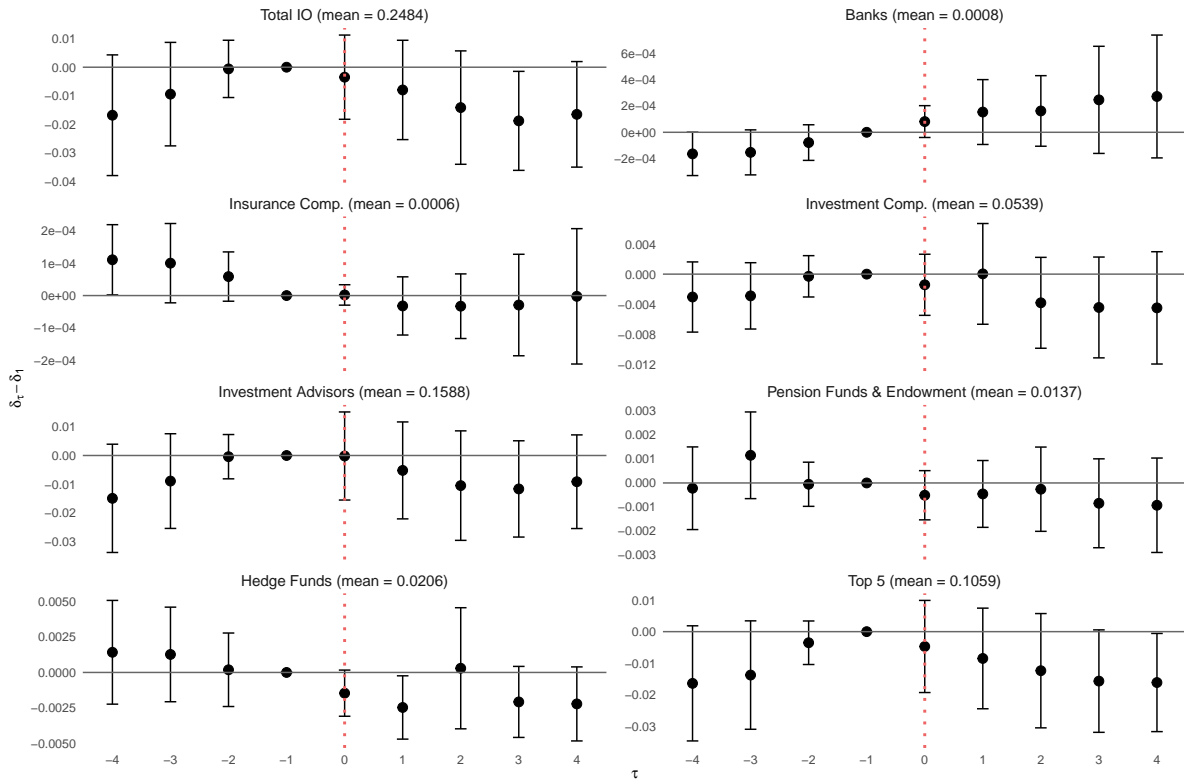 Total IO (mean = 0.2484)
0.01
0.00
−0.01
−0.02
−0.03
−0.04
Banks (mean = 0.0008)
6e−04
4e−04
2e−04
0e+00
−2e−04
Insurance Comp. (mean = 0.0006)
2e−04
1e−04
0e+00
−1e−04
−2e−04
Investment Comp. (mean = 0.0539)
0.004
0.000
−0.004
−0.008
−0.012
δτ − δ1
Investment Advisors (mean = 0.1588)
0.01
0.00
−0.01
−0.02
−0.03
Pension Funds & Endowment (mean = 0.0137)
0.003
0.002
0.001
0.000
−0.001
−0.002
−0.003
Hedge Funds (mean = 0.0206)
0.0050
0.0025
0.0000
−0.0025
−0.0050
−4 −3 −2 −1 0 1 2 3 4
Top 5 (mean = 0.1059)
0.01
0.00
−0.01
−0.02
−0.03
−4 −3 −2 −1 0 1 2 3 4
τ